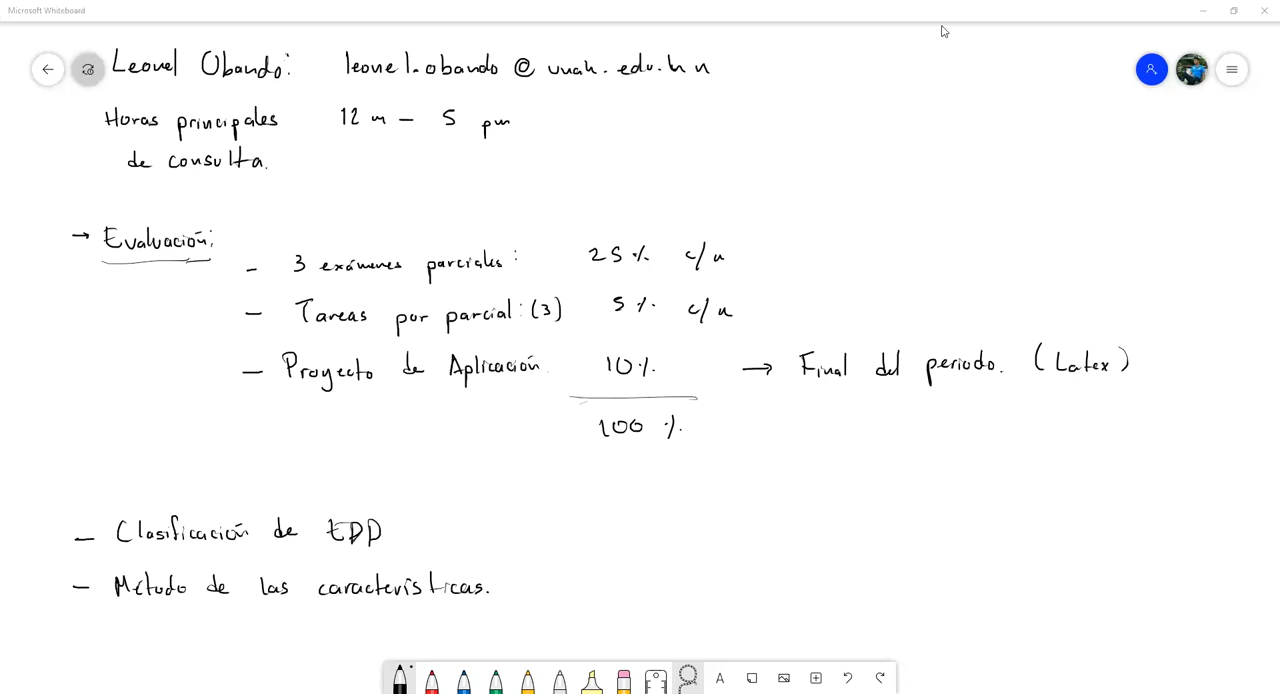 Microsoft Whiteboard
Leonel Obando: leonel.obando @ unah.edu.hn
Horas principales 12 m - 5 pm
de consulta.
→ Evaluación:
- 3 exámenes parciales: 25 % c/u
- Tareas por parcial: (3) 5 % c/u
- Proyecto de Aplicación 10 % → Final del periodo. (Latex)
100 %.
- Clasificación de EDP
- Método de las características.
A